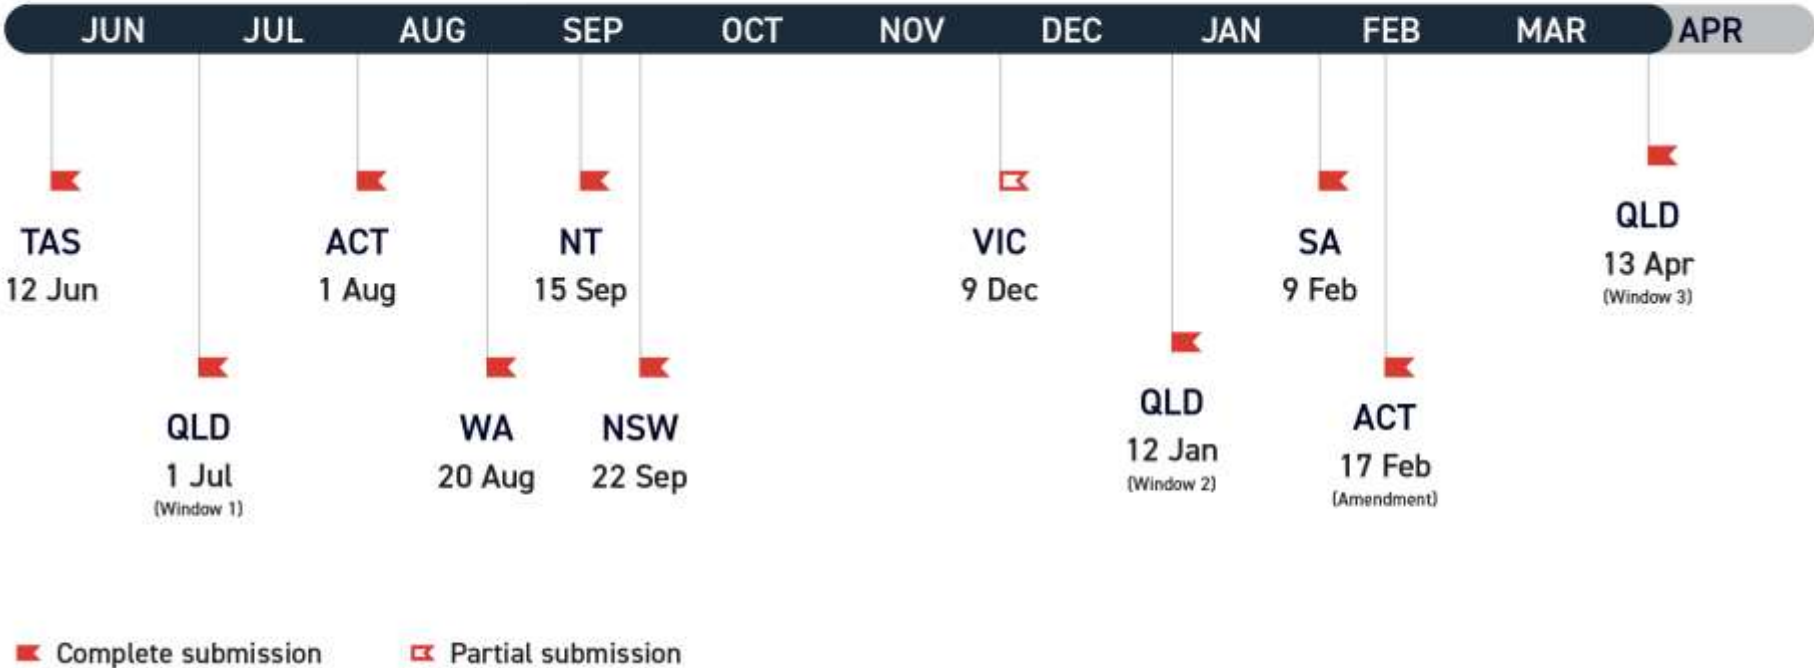 JUN JUL AUG SEP OCT NOV DEC JAN FEB MAR APR
TAS
12 Jun
QLD
1 Jul
(Window 1)
ACT
1 Aug
WA
20 Aug
NT
15 Sep
NSW
22 Sep
VIC
9 Dec
QLD
12 Jan
(Window 2)
SA
9 Feb
ACT
17 Feb
(Amendment)
QLD
13 Apr
(Window 3)
Complete submission
Partial submission